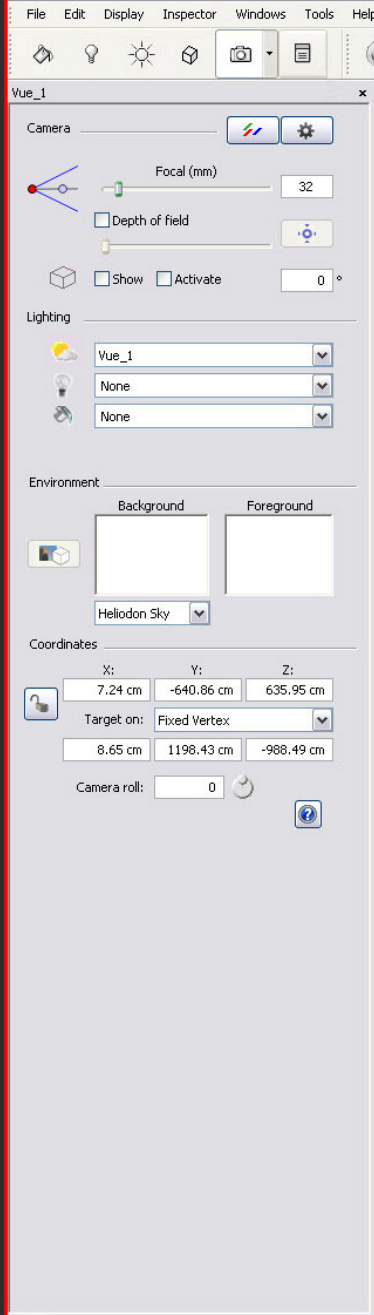 File Edit Display Inspector Windows Tools Help
Vue_1 x
Camera
Focal (mm)
32
Depth of field
Show Activate 0 °
Lighting
Vue_1
None
None
Environment
Background Foreground
Heliodon Sky
Coordinates
X: Y: Z:
7.24 cm -640.86 cm 635.95 cm
Target on: Fixed Vertex
8.65 cm 1198.43 cm -988.49 cm
Camera roll: 0
?